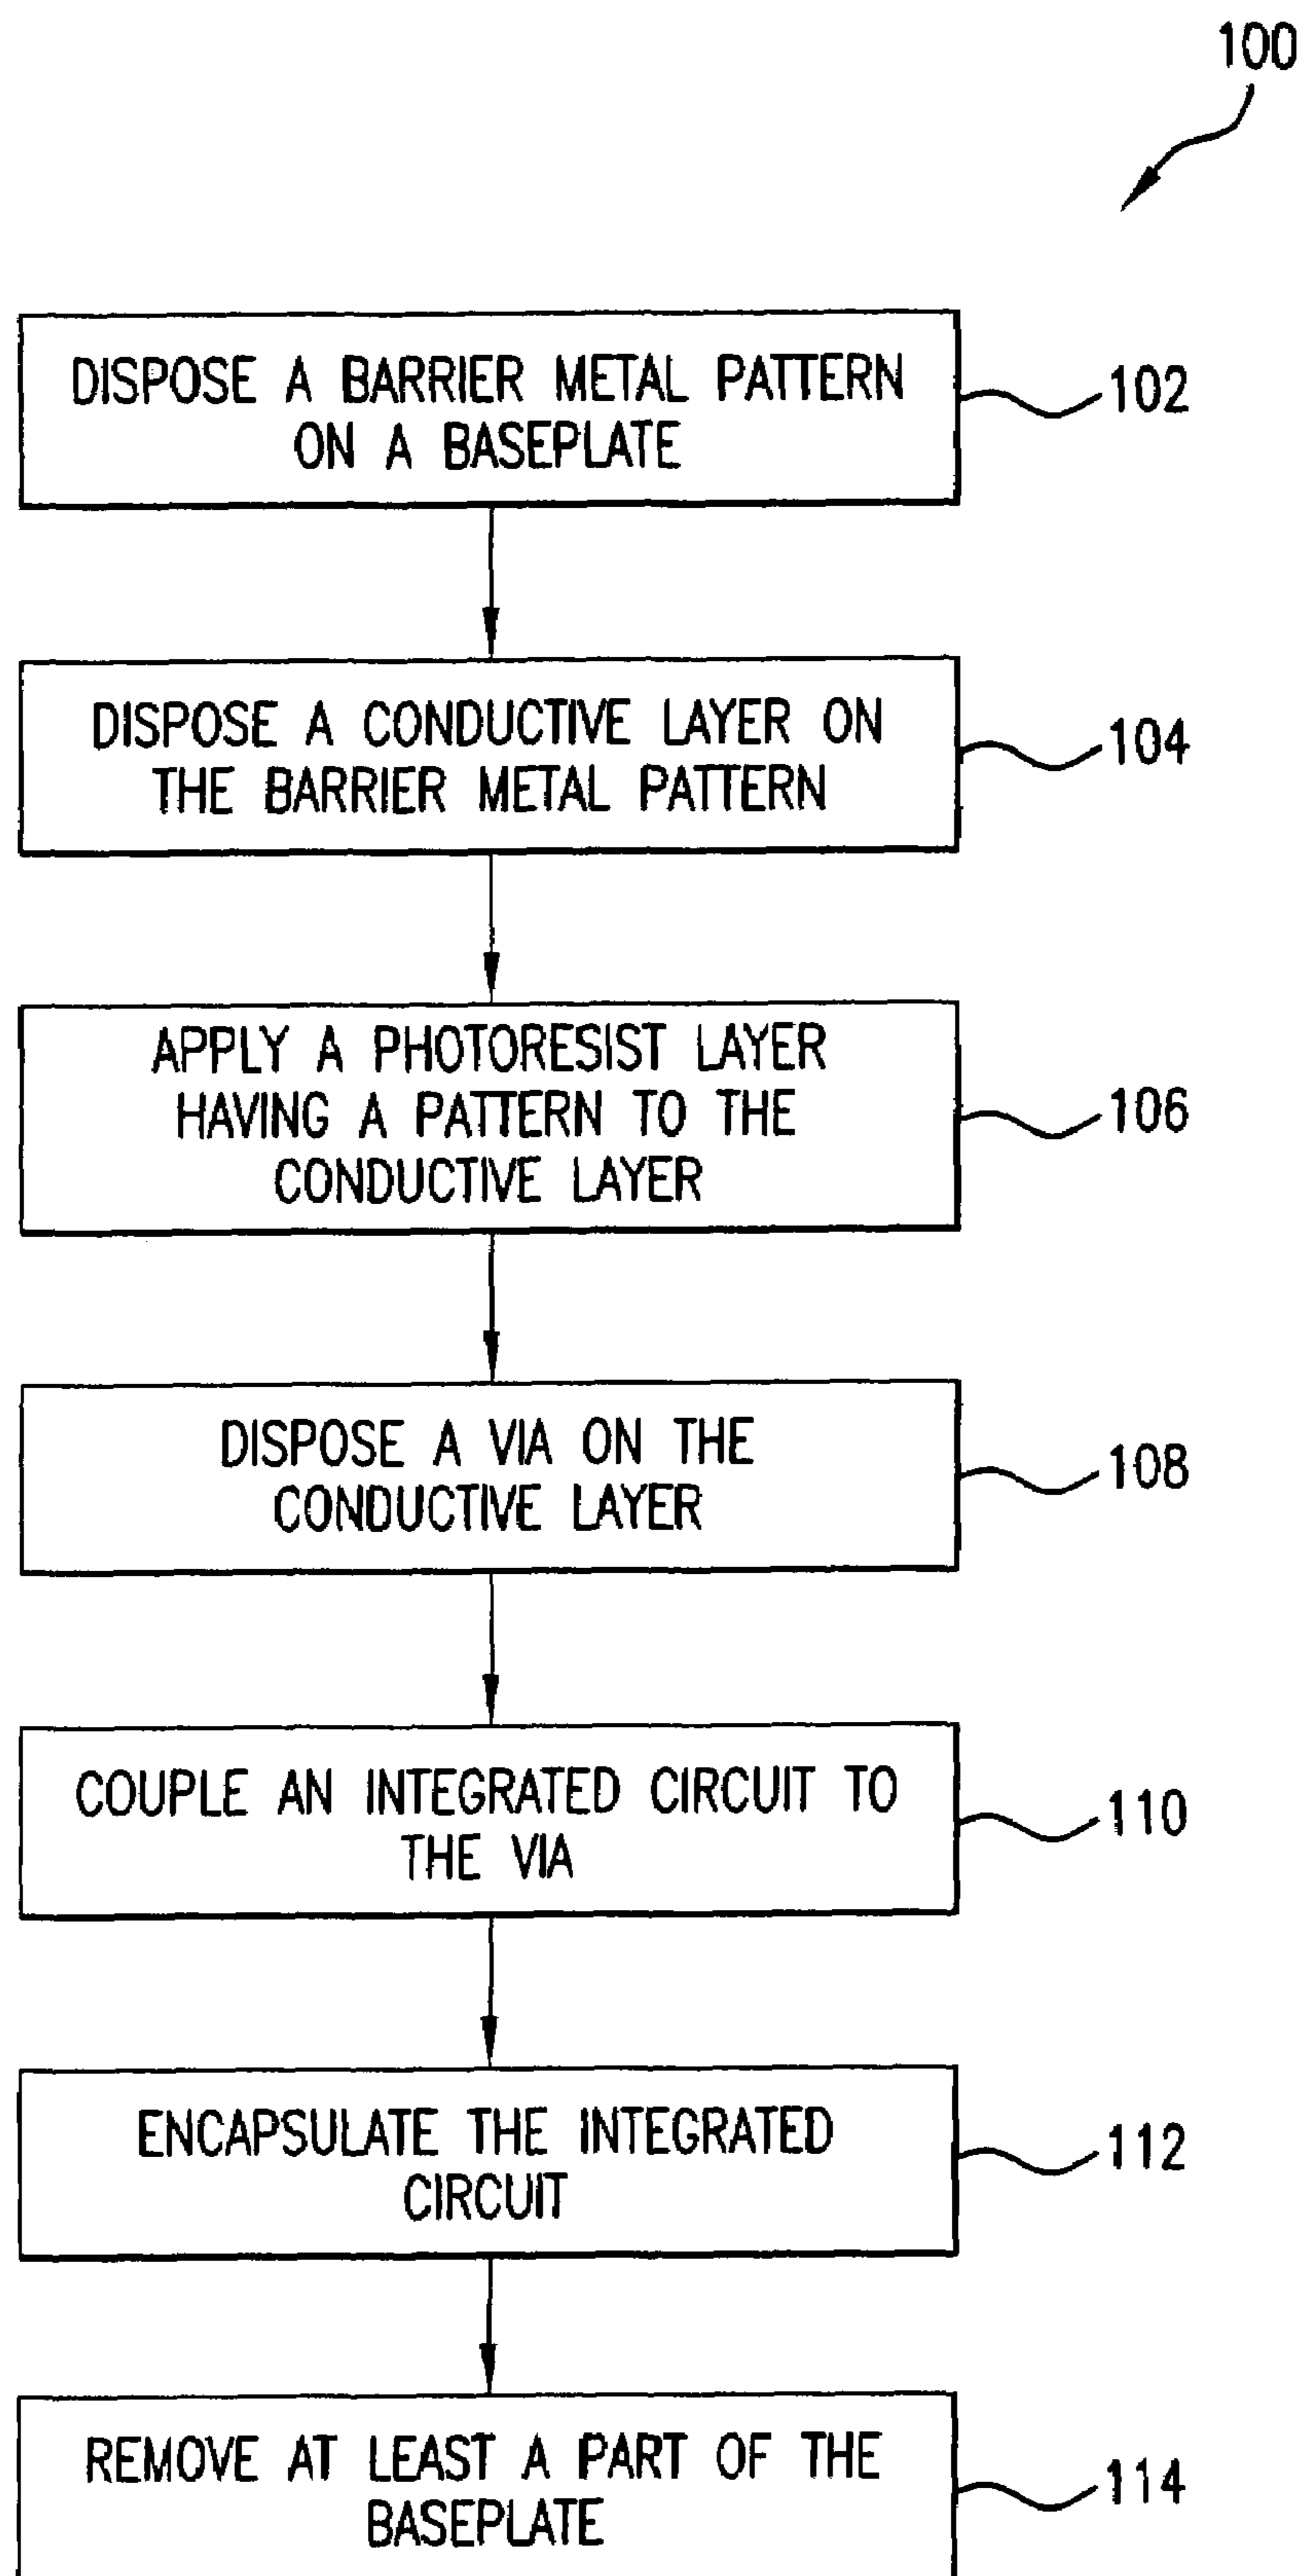 100
DISPOSE A BARRIER METAL PATTERN
ON A BASEPLATE
102
DISPOSE A CONDUCTIVE LAYER ON
THE BARRIER METAL PATTERN
104
APPLY A PHOTORESIST LAYER
HAVING A PATTERN TO THE
CONDUCTIVE LAYER
106
DISPOSE A VIA ON THE
CONDUCTIVE LAYER
108
COUPLE AN INTEGRATED CIRCUIT TO
THE VIA
110
ENCAPSULATE THE INTEGRATED
CIRCUIT
112
REMOVE AT LEAST A PART OF THE
BASEPLATE
114